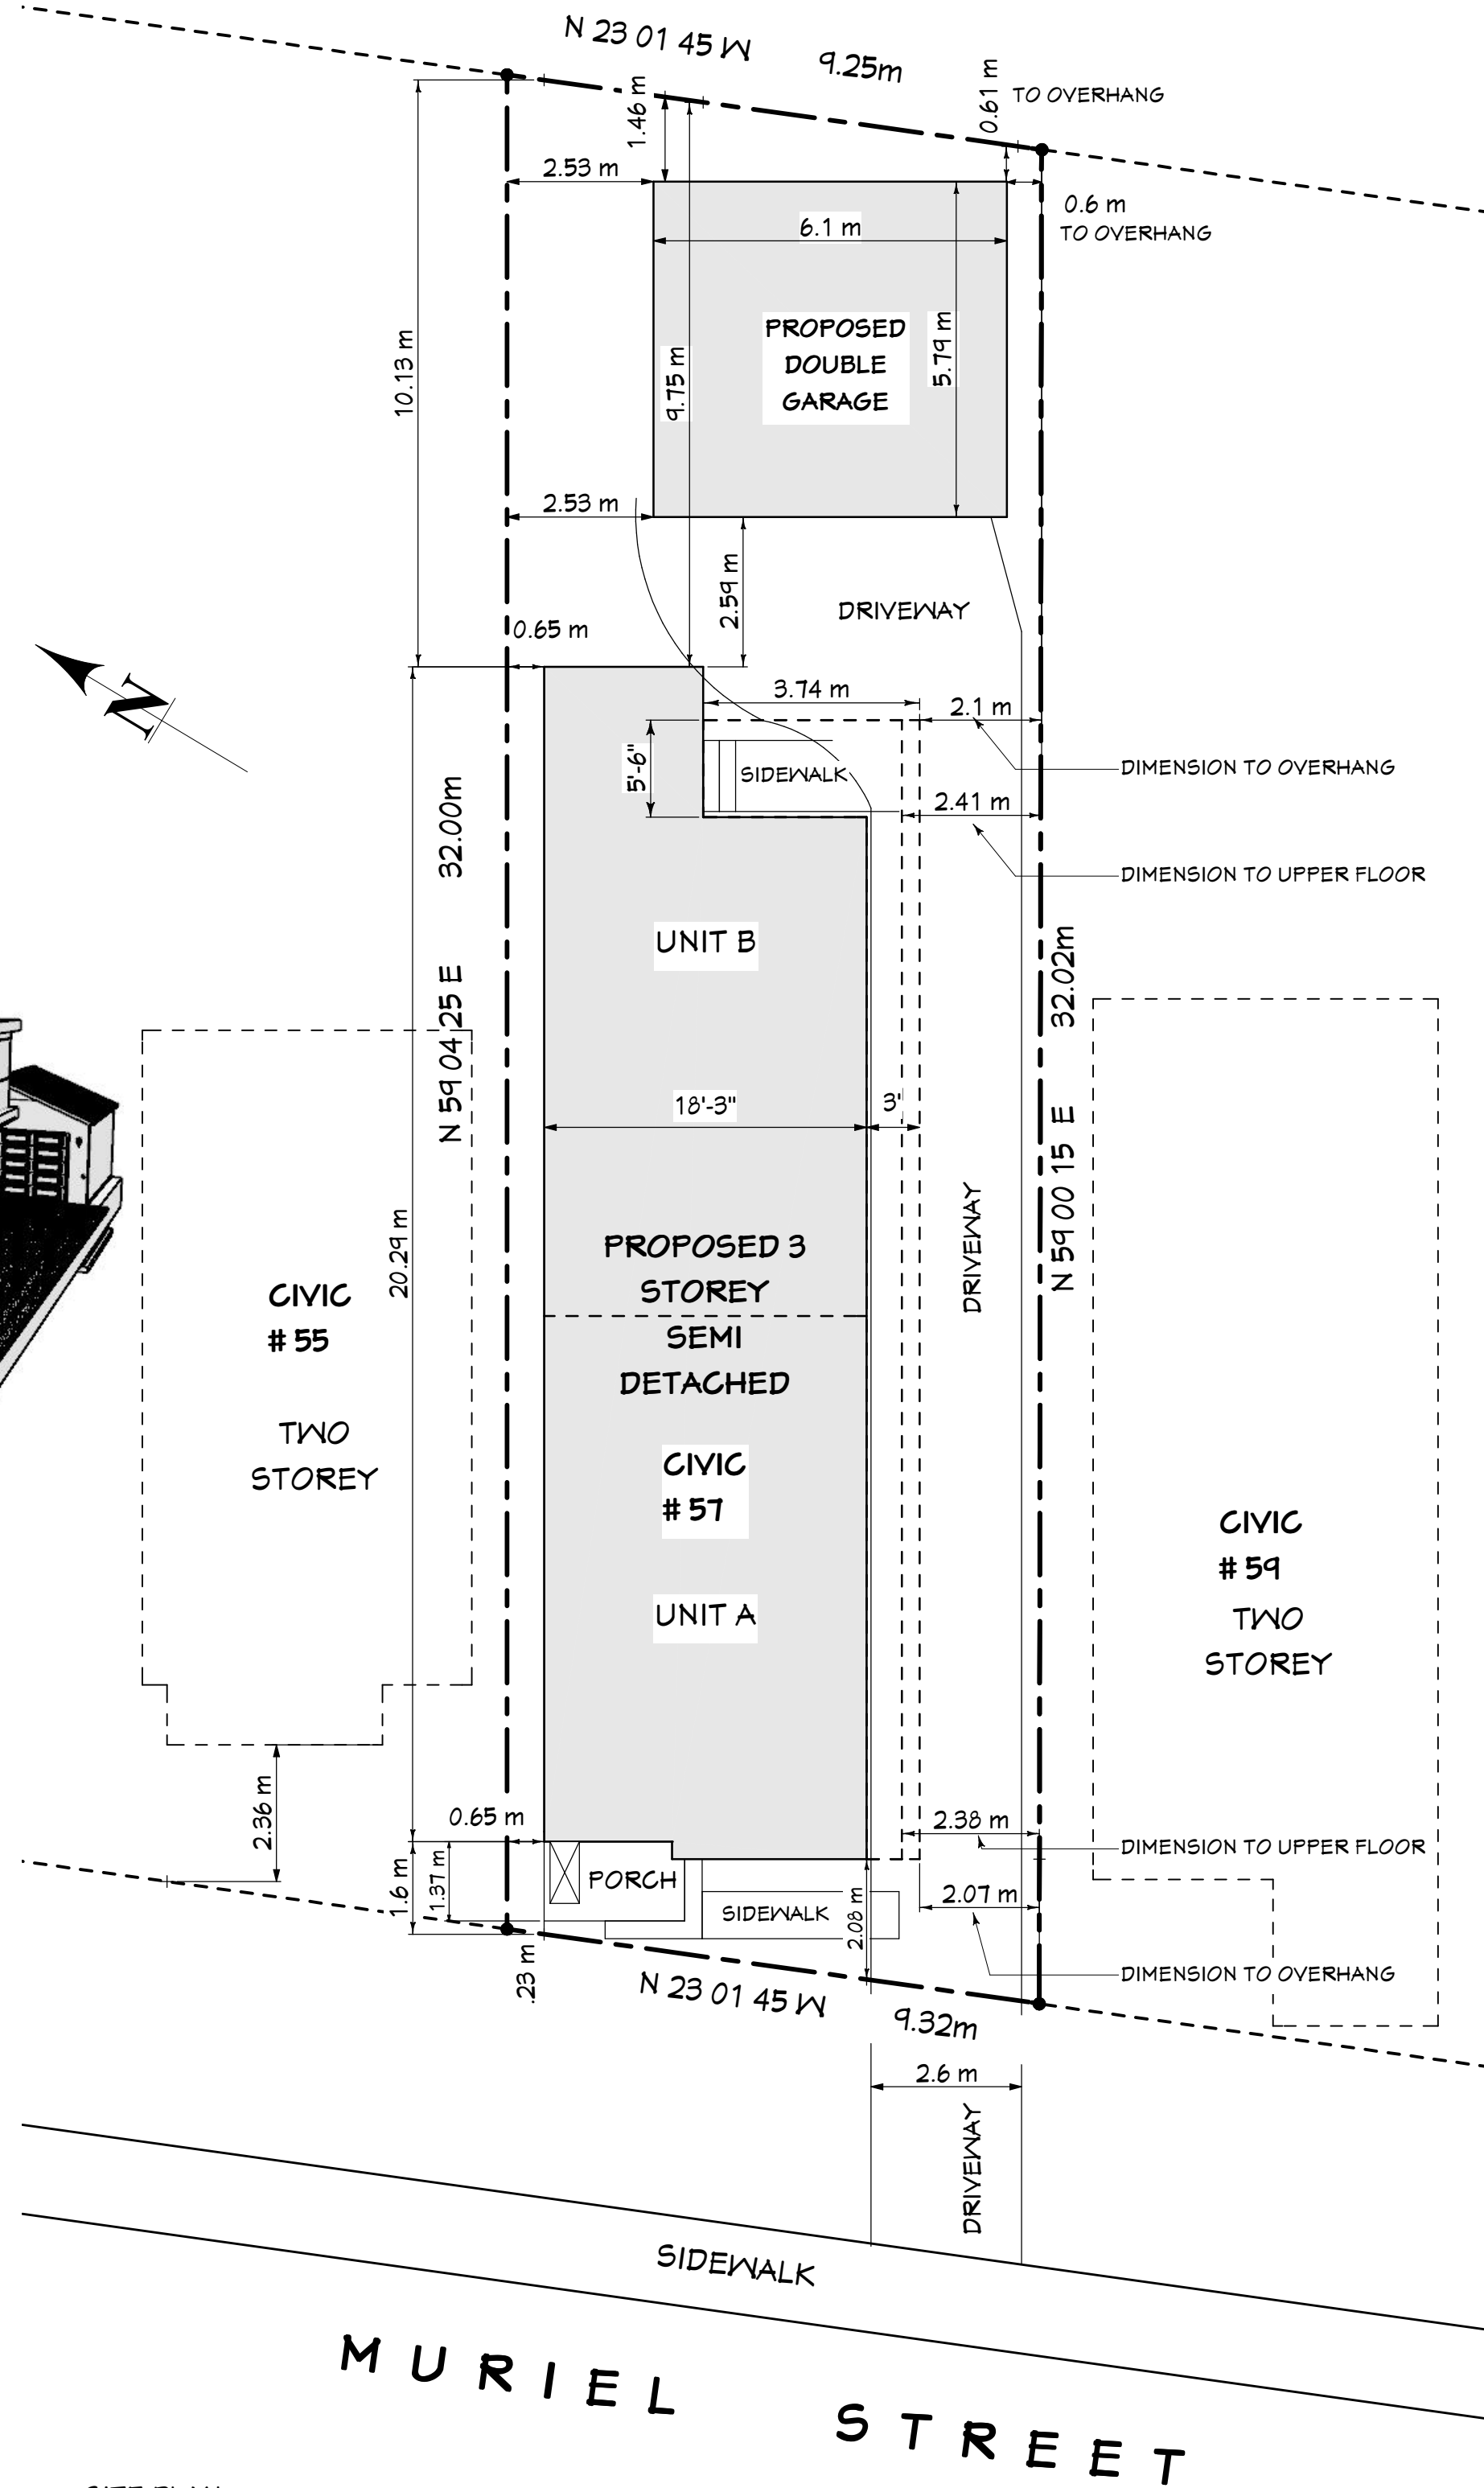 N 23 01 45 W 9.25m
0.61 m TO OVERHANG
1.46 m
2.53 m
0.6 m
TO OVERHANG
6.1 m
PROPOSED
DOUBLE
GARAGE
5.79 m
9.75 m
10.13 m
2.53 m
2.59 m
DRIVEWAY
0.65 m
N
3.74 m
2.1 m
5'-6"
SIDEWALK
DIMENSION TO OVERHANG
2.41 m
DIMENSION TO UPPER FLOOR
N 59 04 25 E 32.00m
UNIT B
N 59 00 15 E 32.02m
18'-3"
3'
20.29 m
DRIVEWAY
PROPOSED 3
STOREY
SEMI
DETACHED
CIVIC
# 55
TWO
STOREY
CIVIC
# 57
UNIT A
CIVIC
# 59
TWO
STOREY
2.36 m
0.65 m
2.38 m
DIMENSION TO UPPER FLOOR
1.6 m
1.37 m
PORCH
SIDEWALK
2.08 m
2.07 m
DIMENSION TO OVERHANG
.23 m
N 23 01 45 W 9.32m
2.6 m
DRIVEWAY
SIDEWALK
MURIEL STREET